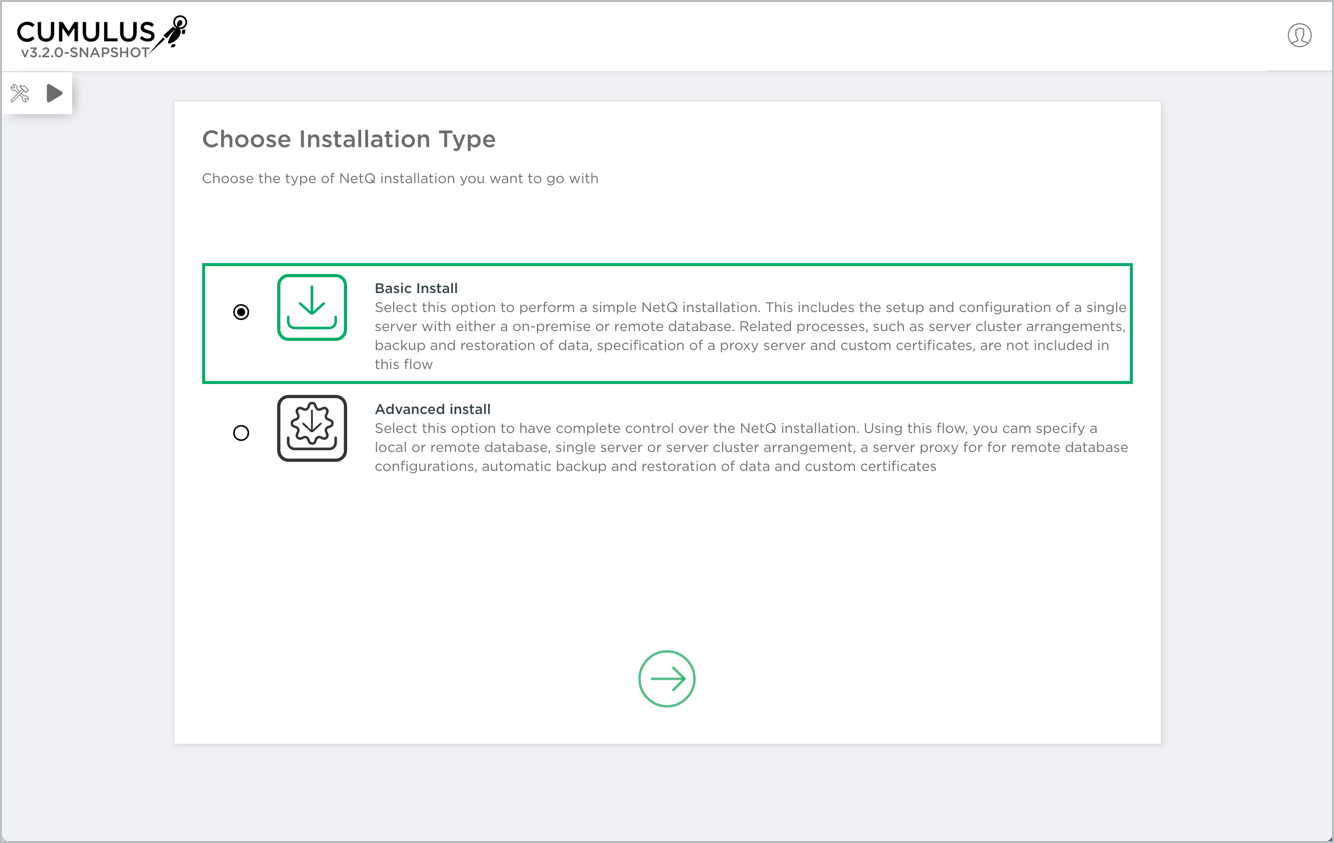 CUMULUS
v3.2.0-SNAPSHOT
Choose Installation Type
Choose the type of NetQ installation you want to go with
Basic Install
Select this option to perform a simple NetQ installation. This includes the setup and configuration of a single
server with either a on-premise or remote database. Related processes, such as server cluster arrangements,
backup and restoration of data, specification of a proxy server and custom certificates, are not included in
this flow
Advanced install
Select this option to have complete control over the NetQ installation. Using this flow, you cam specify a
local or remote database, single server or server cluster arrangement, a server proxy for for remote database
configurations, automatic backup and restoration of data and custom certificates